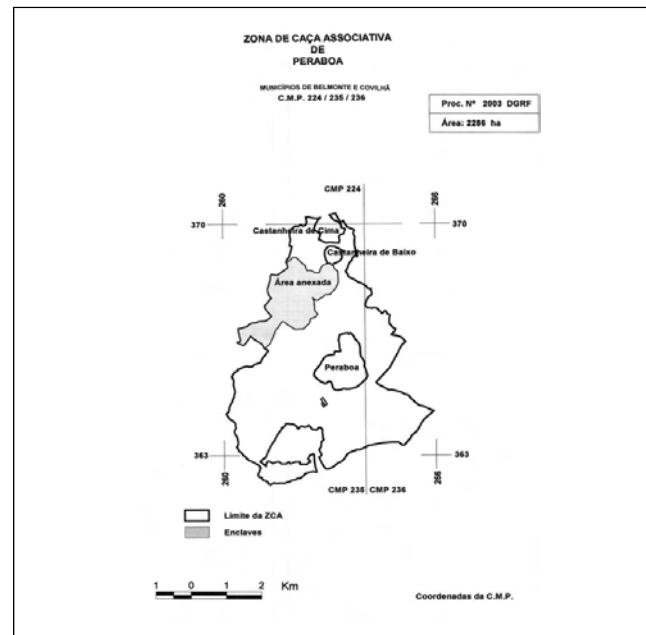 ZONA DE CAÇA ASSOCIATIVA
DE
PERABOA
MUNICÍPIOS DE BELMONTE E COVILHÃ
C.M.P. 224 / 235 / 236
Proc. Nº 2003 DGRF
Área: 2286 ha
CMP 224
260
266
370
370
Castanheira de Cima
Castanheira de Baixo
Área anexada
Peraboa
363
363
260
266
CMP 235
CMP 236
Limite da ZCA
Enclaves
1 0 1 2 Km
Coordenadas da C.M.P.